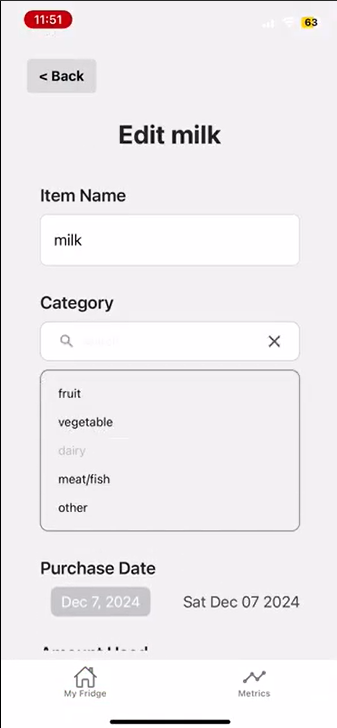 11:51
63
< Back
Edit milk
Item Name
milk
Category
fruit
vegetable
dairy
meat/fish
other
Purchase Date
Dec 7, 2024 Sat Dec 07 2024
My Fridge Metrics